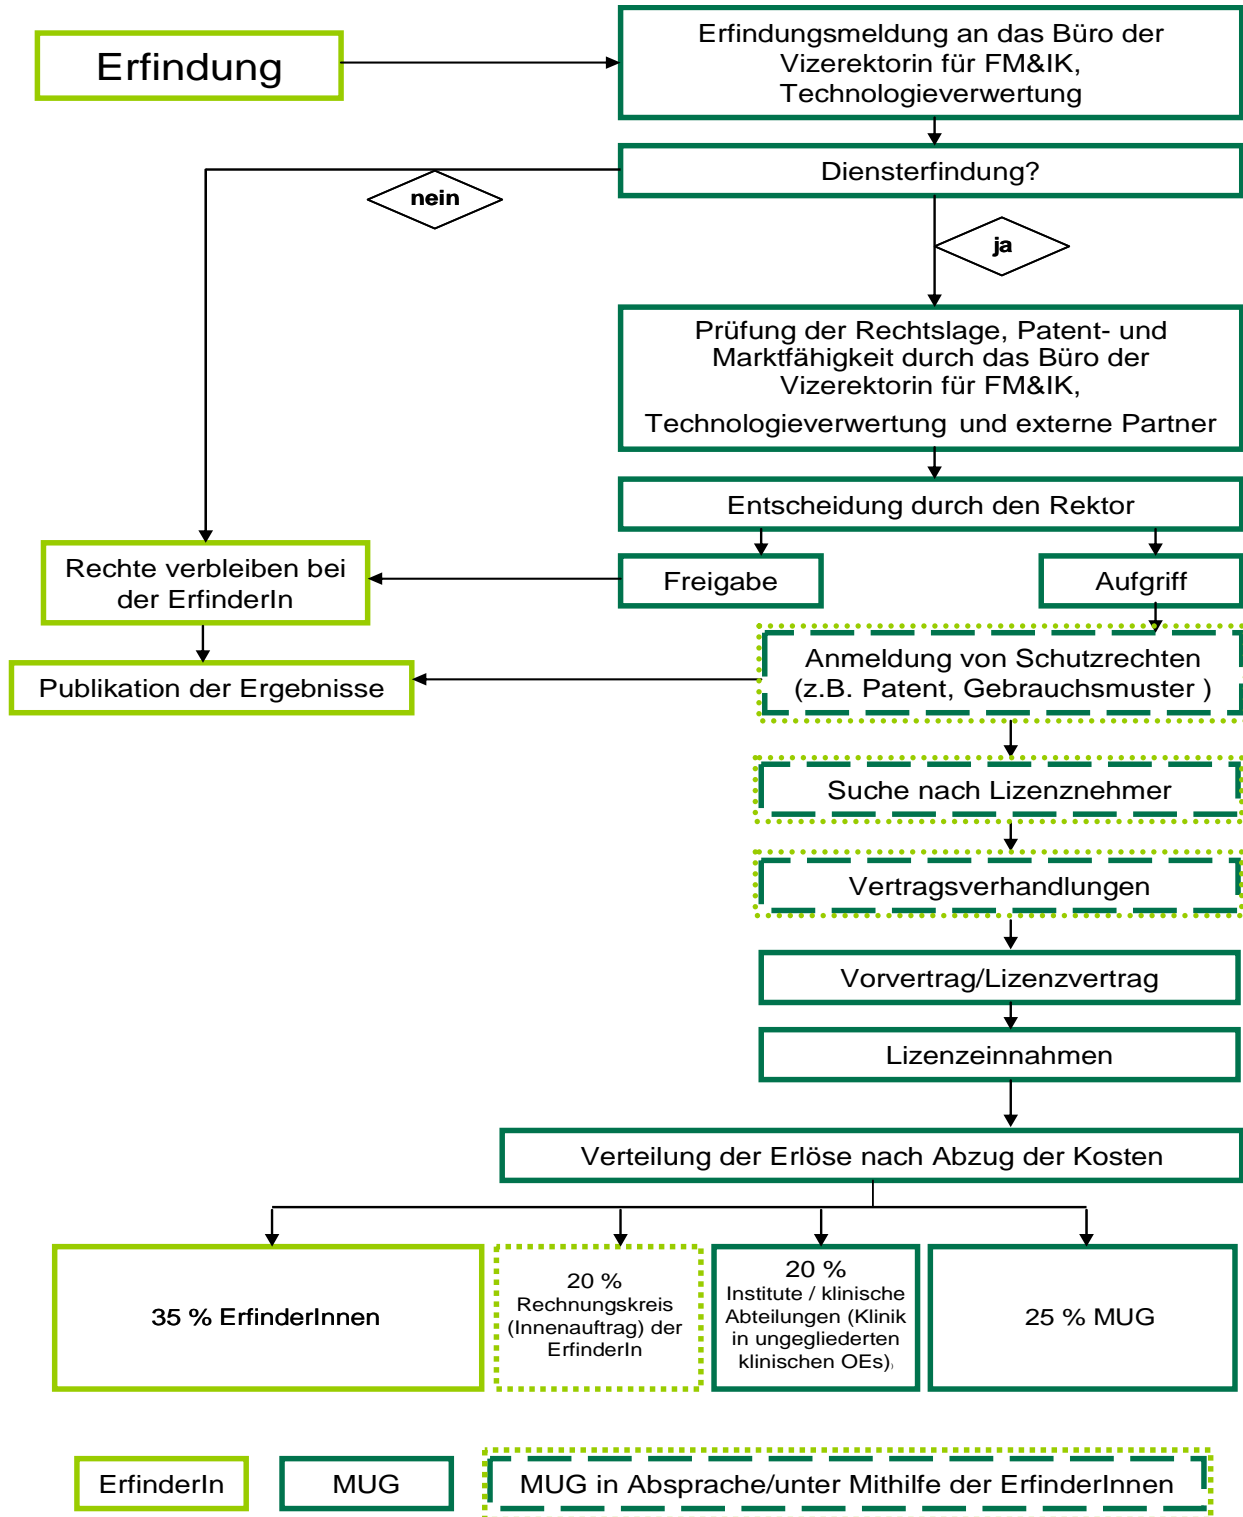 Erfindung
Erfindungsmeldung an das Büro der
Vizerektorin für FM&IK,
Technologieverwertung
Diensterfindung?
nein
ja
Prüfung der Rechtslage, Patent- und
Marktfähigkeit durch das Büro der
Vizerektorin für FM&IK,
Technologieverwertung und externe Partner
Entscheidung durch den Rektor
Rechte verbleiben bei
der ErfinderIn
Freigabe
Aufgriff
Publikation der Ergebnisse
Anmeldung von Schutzrechten
(z.B. Patent, Gebrauchsmuster )
Suche nach Lizenznehmer
Vertragsverhandlungen
Vorvertrag/Lizenzvertrag
Lizenzeinnahmen
Verteilung der Erlöse nach Abzug der Kosten
35 % ErfinderInnen
20 %
Rechnungskreis
(Innenauftrag) der
ErfinderIn
20 %
Institute / klinische
Abteilungen (Klinik
in ungegliederten
klinischen OEs)
25 % MUG
ErfinderIn
MUG
MUG in Absprache/unter Mithilfe der ErfinderInnen